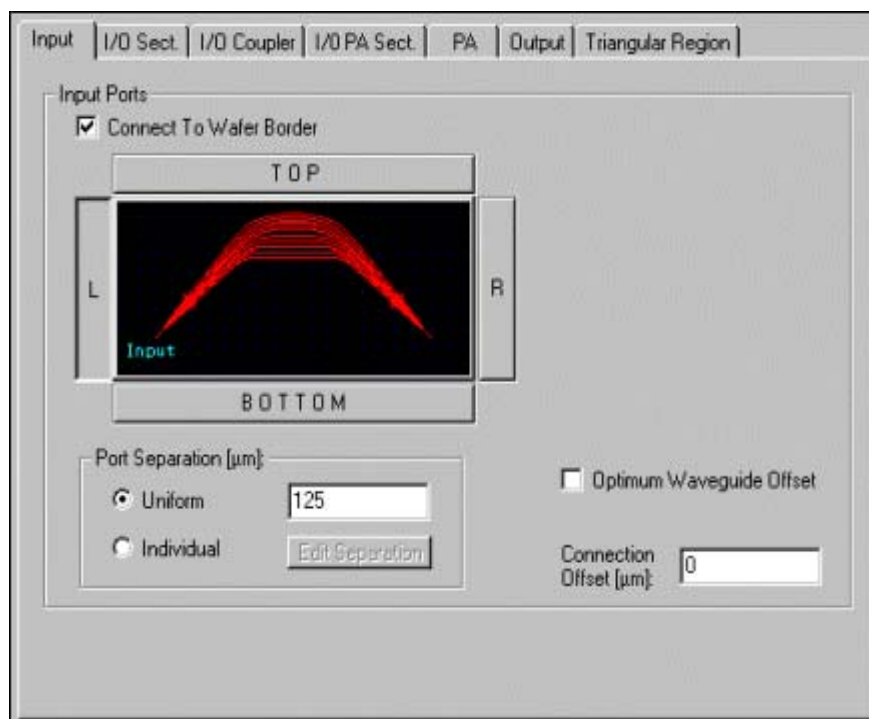 Input I/O Sect. I/O Coupler I/O PA Sect. PA Output Triangular Region
Input Ports
Connect To Wafer Border
TOP
L
R
Input
BOTTOM
Port Separation [µm]:
Uniform 125
Individual Edit Separation
Optimum Waveguide Offset
Connection
Offset [µm]: 0